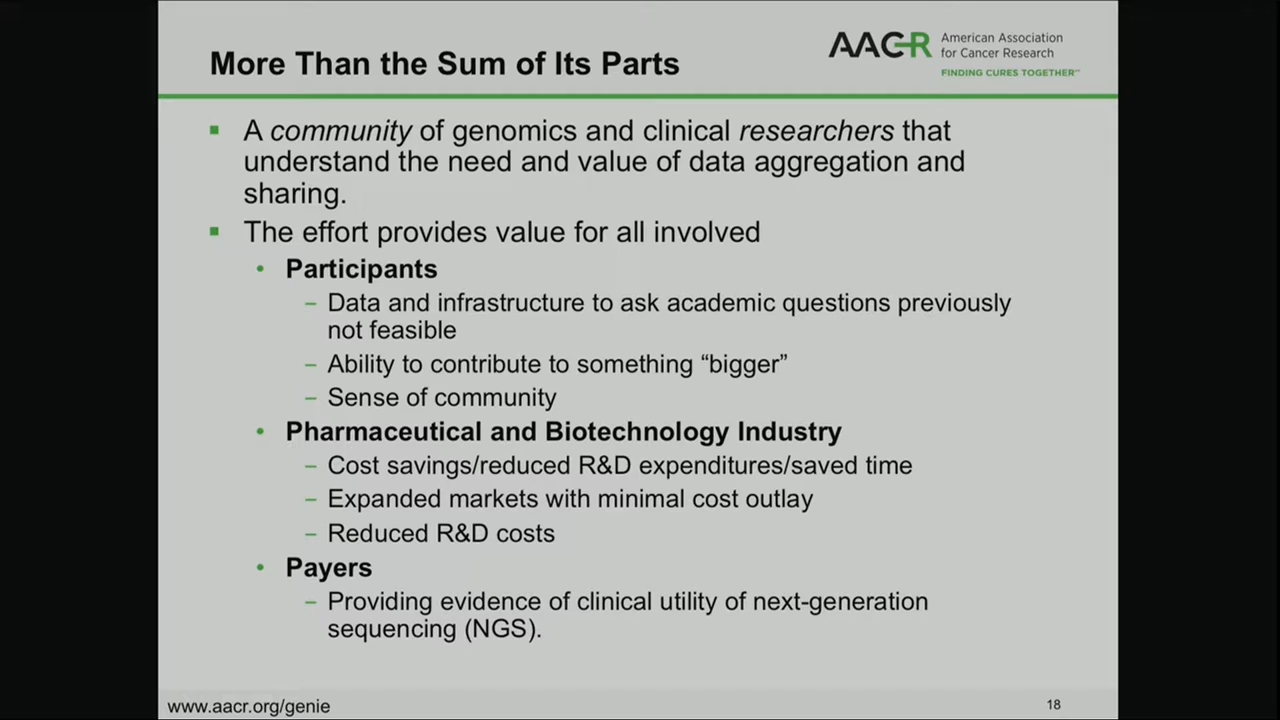 More Than the Sum of Its Parts
AACR
American Association
for Cancer Research
FINDING CURES TOGETHER℠
▪ A community of genomics and clinical researchers that
understand the need and value of data aggregation and
sharing.
▪ The effort provides value for all involved
• Participants
– Data and infrastructure to ask academic questions previously
not feasible
– Ability to contribute to something “bigger”
– Sense of community
• Pharmaceutical and Biotechnology Industry
– Cost savings/reduced R&D expenditures/saved time
– Expanded markets with minimal cost outlay
– Reduced R&D costs
• Payers
– Providing evidence of clinical utility of next-generation
sequencing (NGS).
www.aacr.org/genie
18